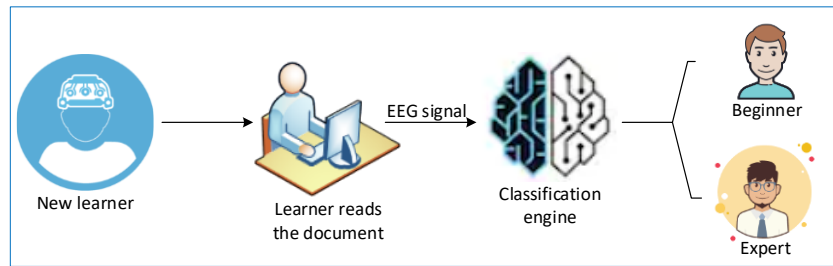 New learner
Learner reads
the document
EEG signal
Classification
engine
Beginner
Expert